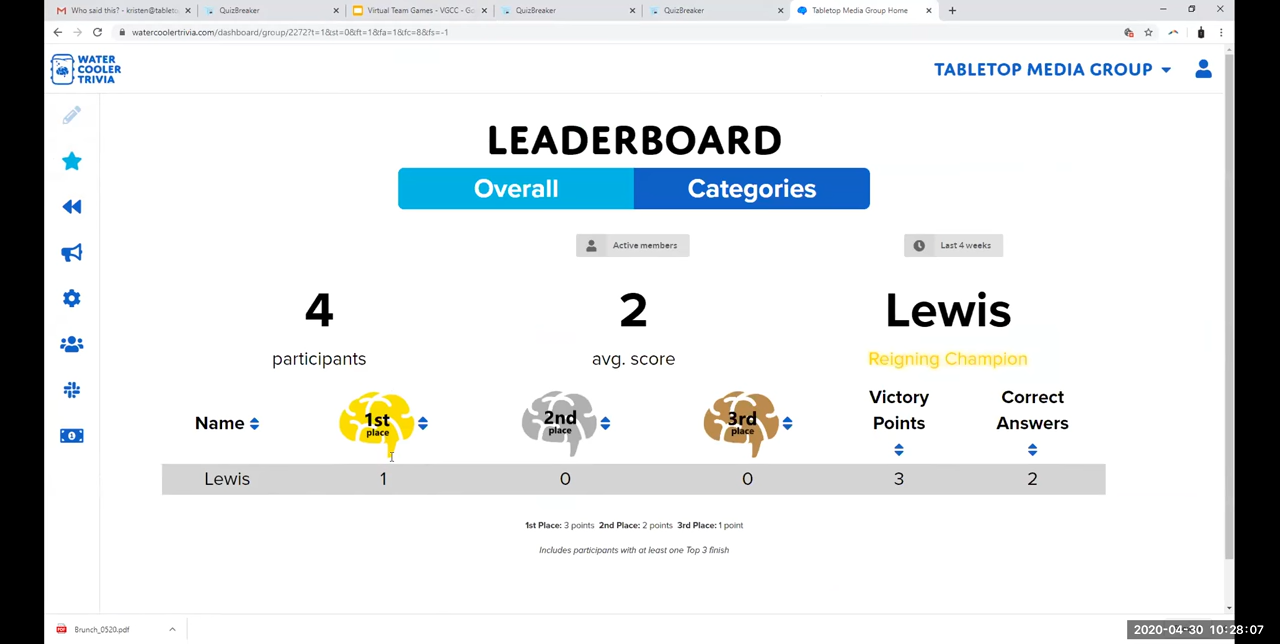 Who said this? - kristen@tableto
QuizBreaker
Virtual Team Games - VGCC - Go
QuizBreaker
QuizBreaker
Tabletop Media Group Home
watercoolertrivia.com/dashboard/group/2272?t=1&st=0&ft=1&fa=1&fc=8&fs=-1
WATER
COOLER
TRIVIA
TABLETOP MEDIA GROUP
LEADERBOARD
Overall
Categories
Active members
Last 4 weeks
4
2
Lewis
participants
avg. score
Reigning Champion
Name
1st
place
2nd
place
3rd
place
Victory
Points
Correct
Answers
Lewis 1 0 0 3 2
1st Place: 3 points 2nd Place: 2 points 3rd Place: 1 point
Includes participants with at least one Top 3 finish
Brunch_0520.pdf
2020-04-30 10:28:07